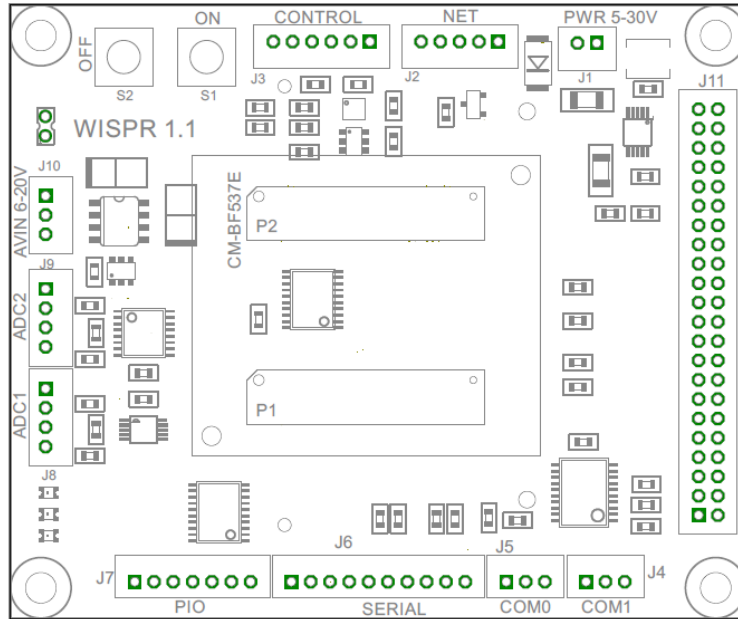 CONTROL
NET
PWR 5-30V
ON
OFF
S2
S1
J3
J2
J1
J11
WISPR 1.1
J10
AVIN 6-20V
CM-BF537E
P2
J9
ADC2
P1
ADC1
J8
J7
J6
J5
J4
PIO
SERIAL
COM0
COM1